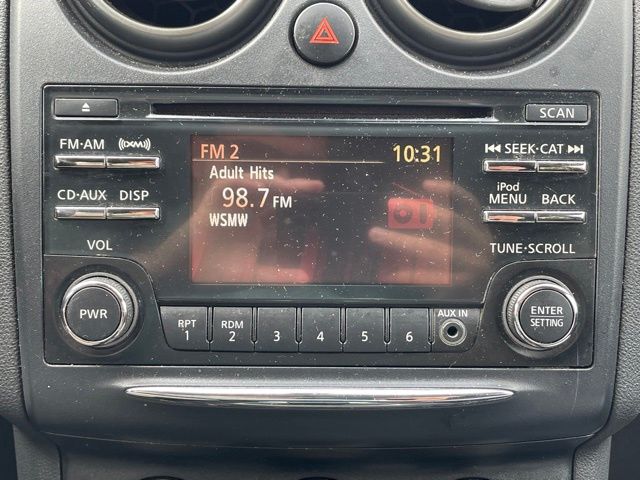 SCAN
FM·AM ((XM))
SEEK·CAT
CD·AUX DISP
iPod
MENU BACK
VOL
TUNE·SCROLL
FM 2 10:31
Adult Hits
98.7 FM
WSMW
PWR
RPT
1
RDM
2
3
4
5
6
AUX IN
ENTER
SETTING